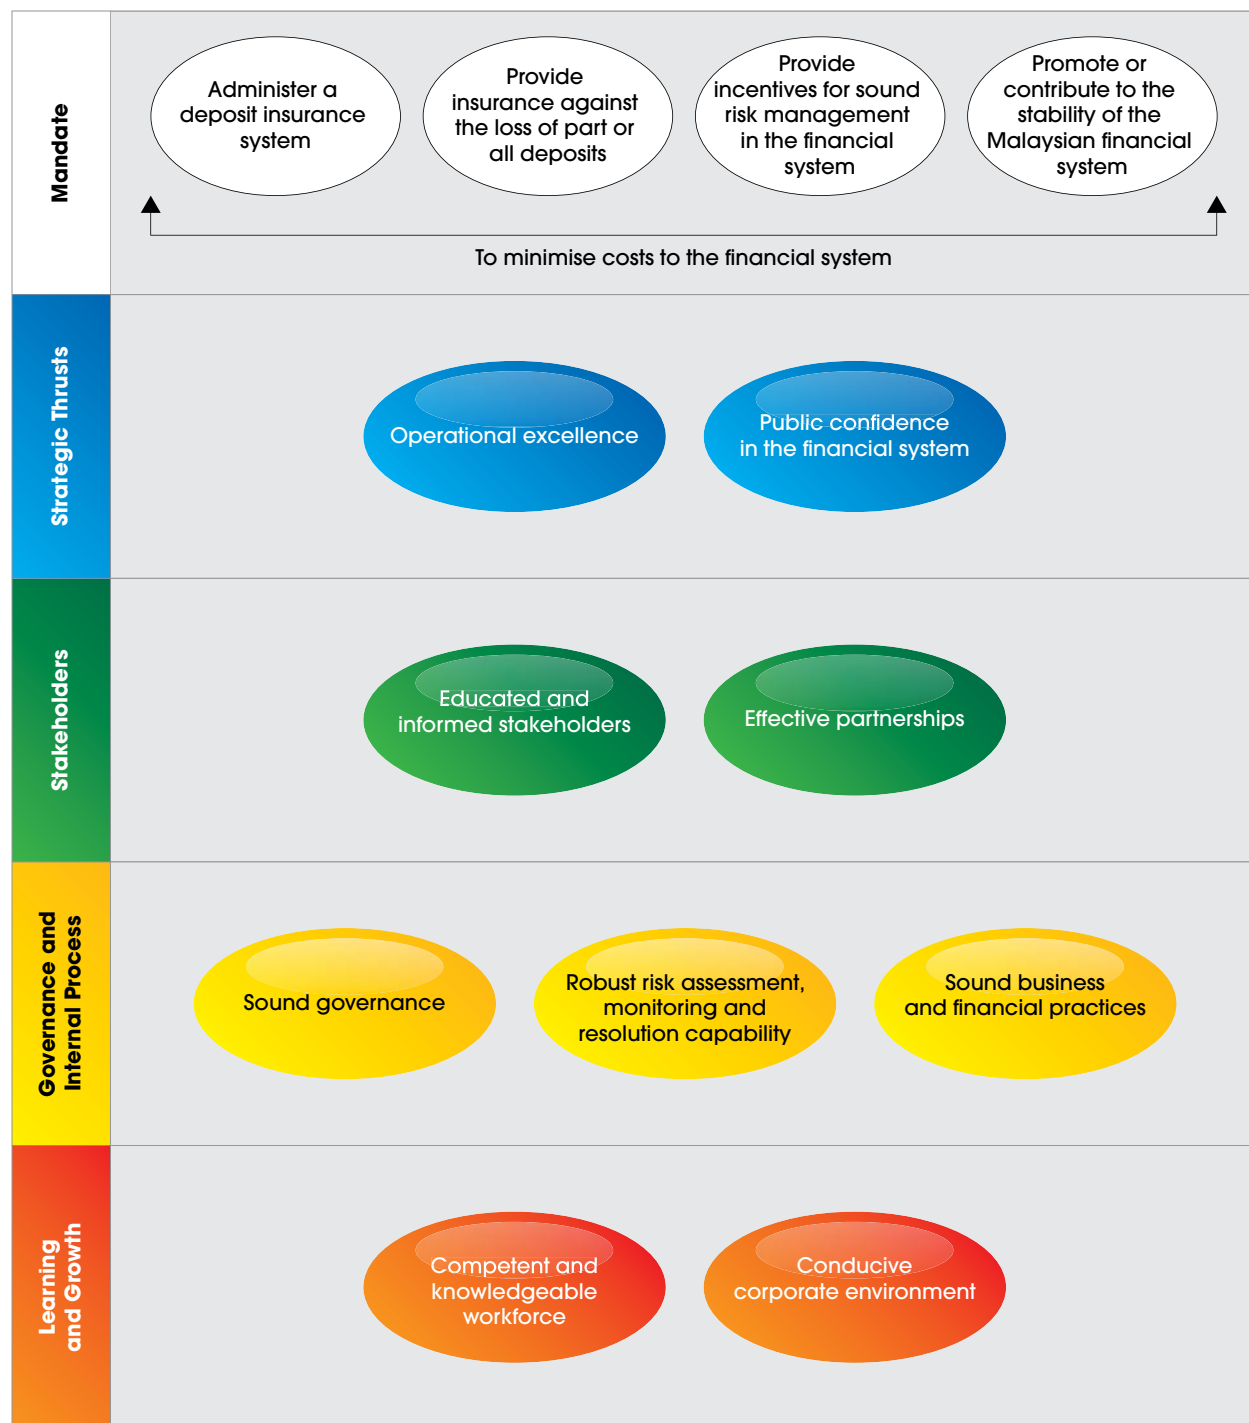 Mandate
Administer a
deposit insurance
system
Provide
insurance against
the loss of part or
all deposits
Provide
incentives for sound
risk management
in the financial
system
Promote or
contribute to the
stability of the
Malaysian financial
system
To minimise costs to the financial system
Strategic Thrusts
Operational excellence
Public confidence
in the financial system
Stakeholders
Educated and
informed stakeholders
Effective partnerships
Governance and
Internal Process
Sound governance
Robust risk assessment,
monitoring and
resolution capability
Sound business
and financial practices
Learning
and Growth
Competent and
knowledgeable
workforce
Conducive
corporate environment